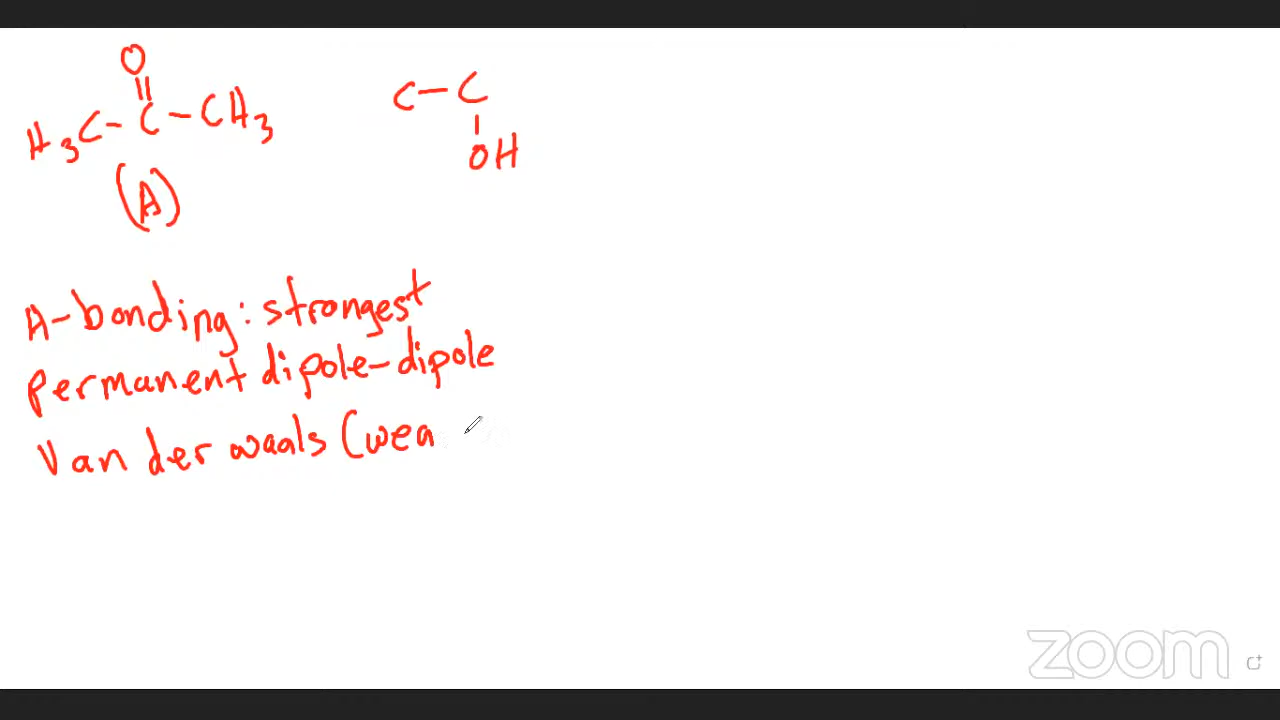 O
||
H3C-C-CH3
(A)
C-C
|
OH
A-bonding: strongest
permanent dipole-dipole
Van der waals (wea
zoom